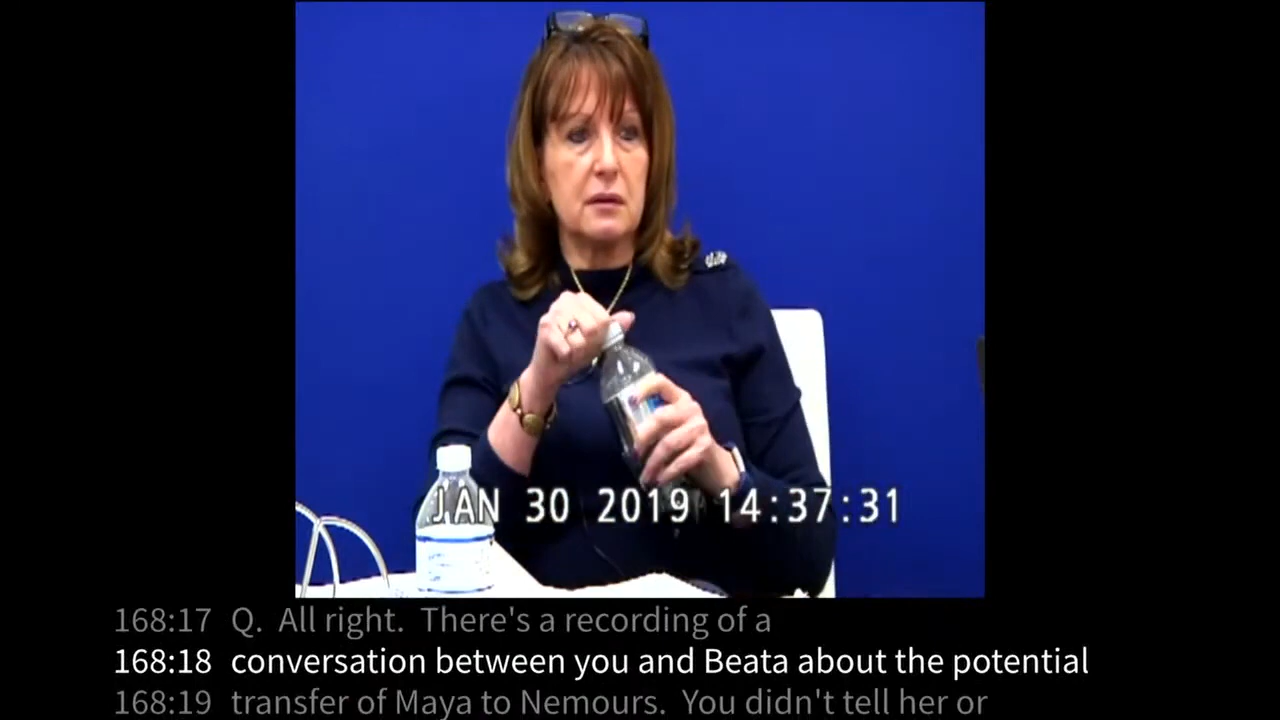 JAN 30 2019 14:37:31
168:17 Q. All right. There's a recording of a
168:18 conversation between you and Beata about the potential
168:19 transfer of Maya to Nemours. You didn't tell her or